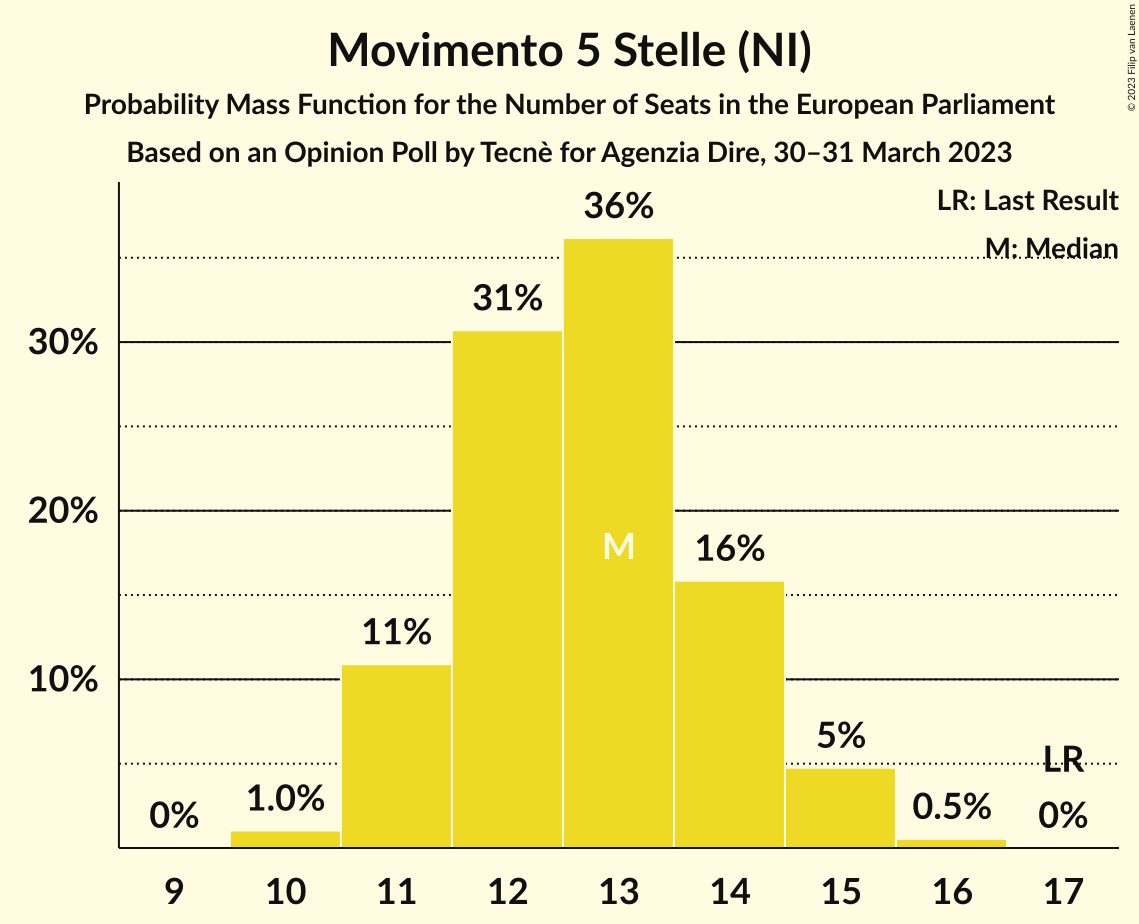 Movimento 5 Stelle (NI)
Probability Mass Function for the Number of Seats in the European Parliament
Based on an Opinion Poll by Tecnè for Agenzia Dire, 30–31 March 2023
© 2023 Filip van Laenen
LR: Last Result
M: Median
36%
31%
30%
20%
M
16%
11%
10%
5%
LR
0%
1.0%
0.5%
0%
9 10 11 12 13 14 15 16 17